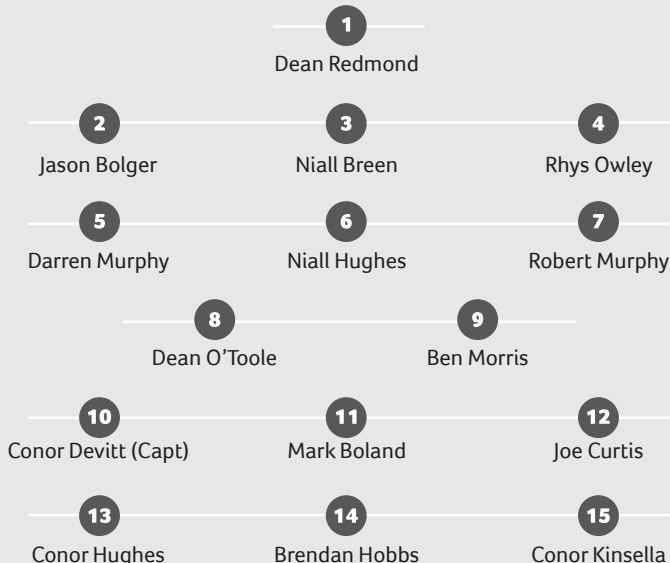 1
Dean Redmond
2 3 4
Jason Bolger Niall Breen Rhys Owley
5 6 7
Darren Murphy Niall Hughes Robert Murphy
8 9
Dean O'Toole Ben Morris
10 11 12
Conor Devitt (Capt) Mark Boland Joe Curtis
13 14 15
Conor Hughes Brendan Hobbs Conor Kinsella